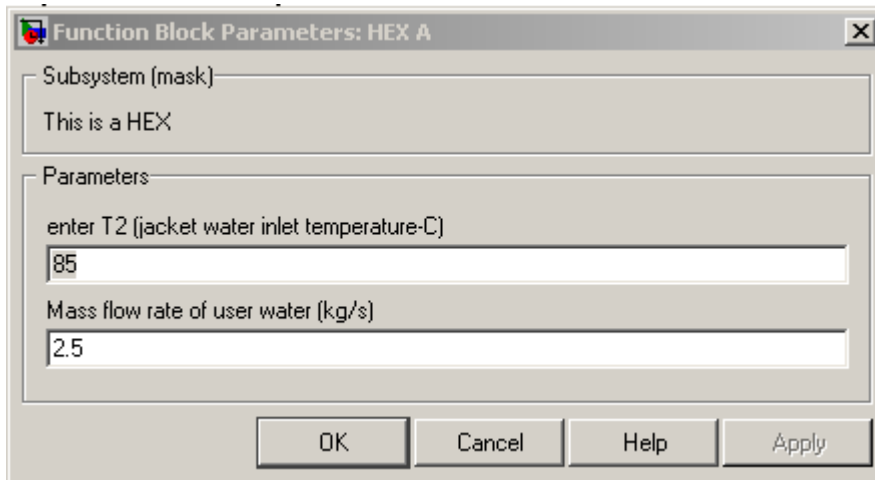 Function Block Parameters: HEX A
Subsystem (mask)
This is a HEX
Parameters
enter T2 (jacket water inlet temperature-C)
85
Mass flow rate of user water (kg/s)
2.5
OK Cancel Help Apply